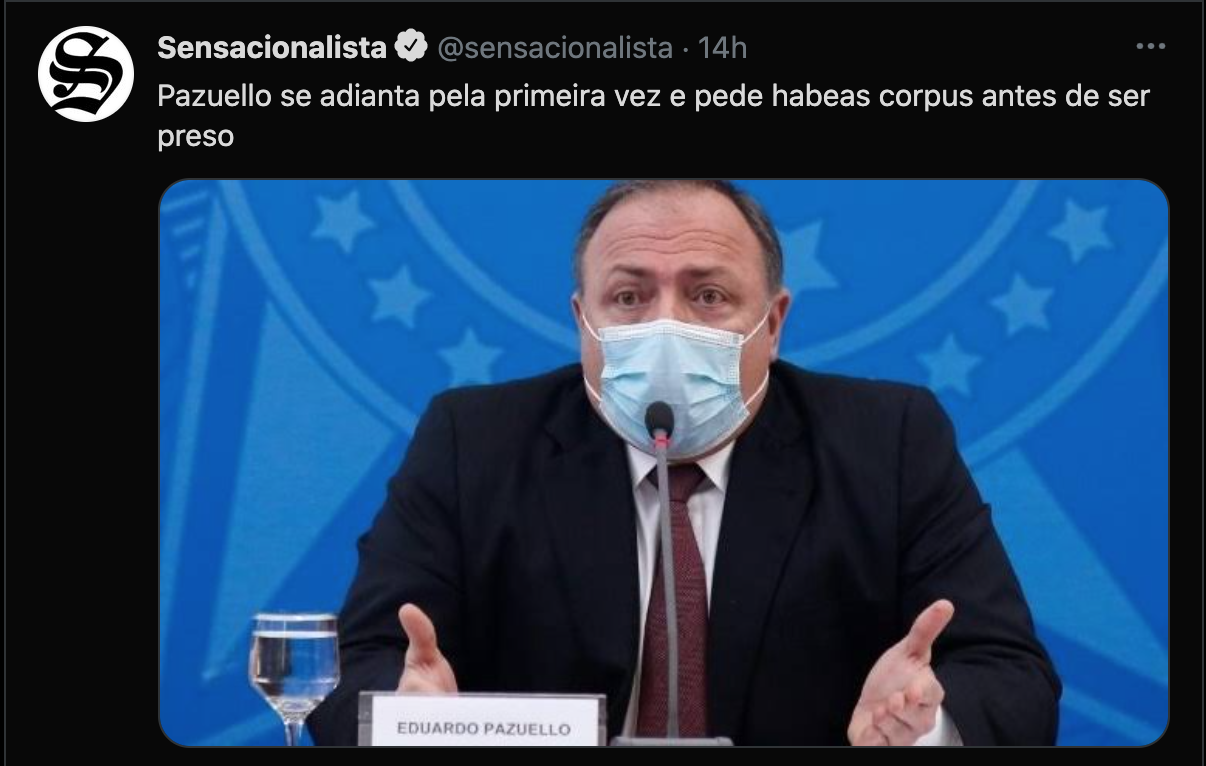 Sensacionalista @sensacionalista · 14h
Pazuello se adianta pela primeira vez e pede habeas corpus antes de ser
preso
EDUARDO PAZUELLO